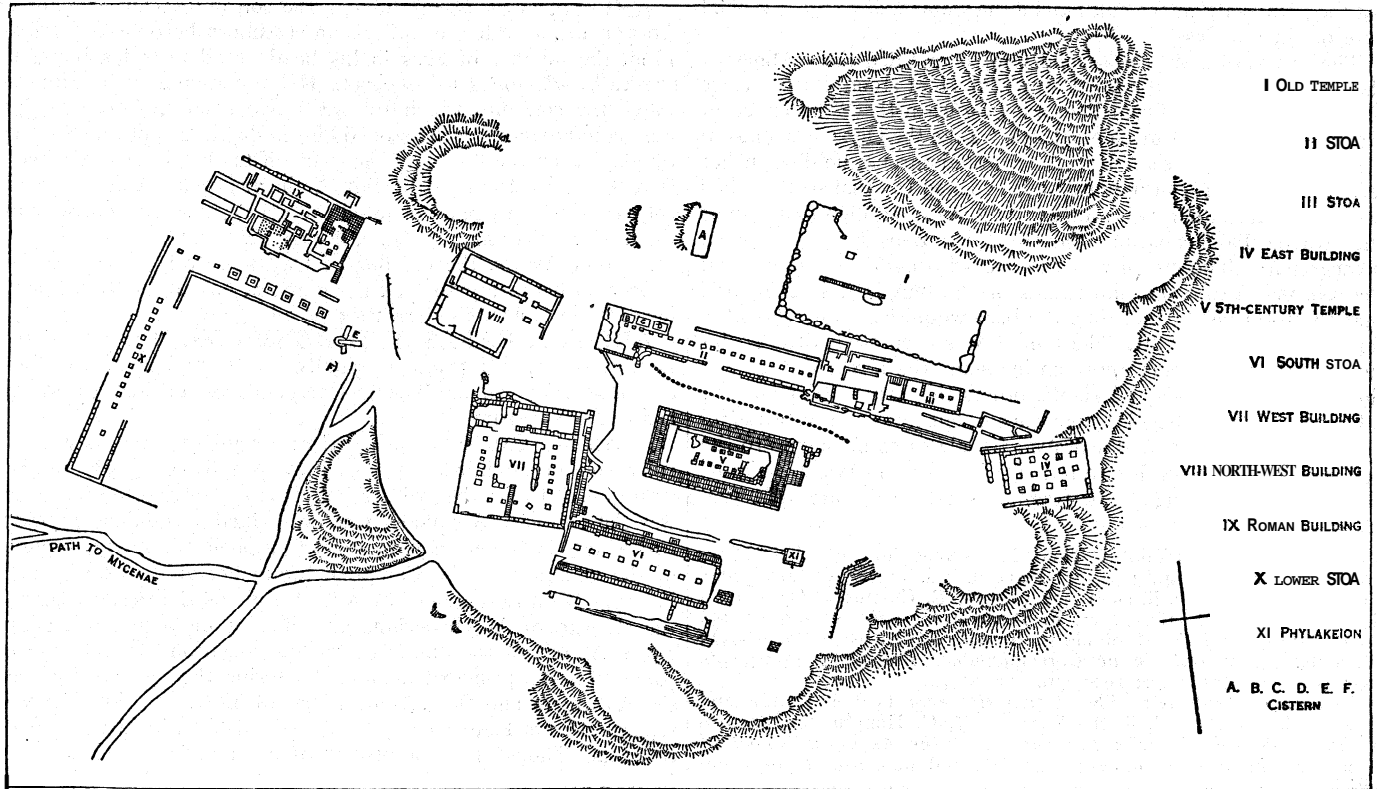 I OLD TEMPLE
II STOA
III STOA
IV EAST BUILDING
V 5TH-CENTURY TEMPLE
VI SOUTH STOA
VII WEST BUILDING
VIII NORTH-WEST BUILDING
IX ROMAN BUILDING
X LOWER STOA
XI PHYLAKEION
A. B. C. D. E. F.
CISTERN
IX
A
I
VIII
B C D
II
E
F
X
III
VII
V
IV
VI
XI
PATH TO MYCENAE